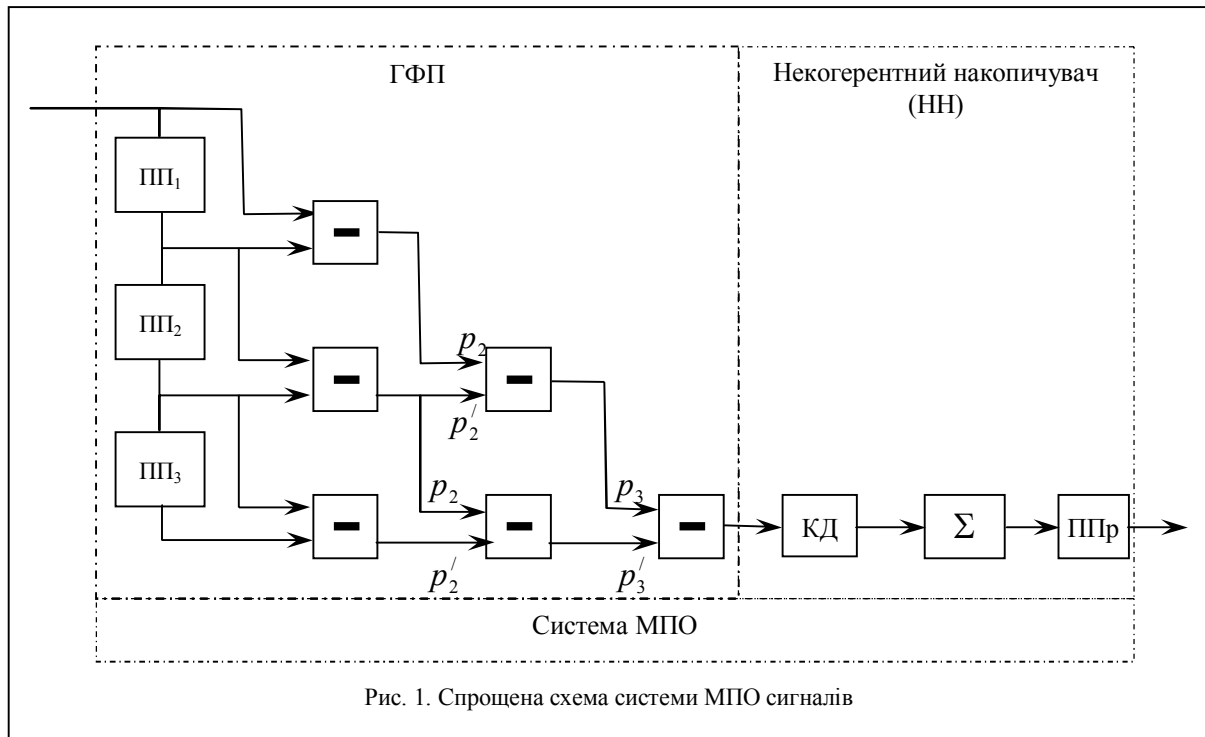 ГФП
Некогерентний накопичувач
(НН)
ПП₁
ПП₂
ПП₃
p₂
p₂′
p₂
p₂′
p₃
p₃′
КД
Σ
ППр
Система МПО
Рис. 1. Спрощена схема системи МПО сигналів